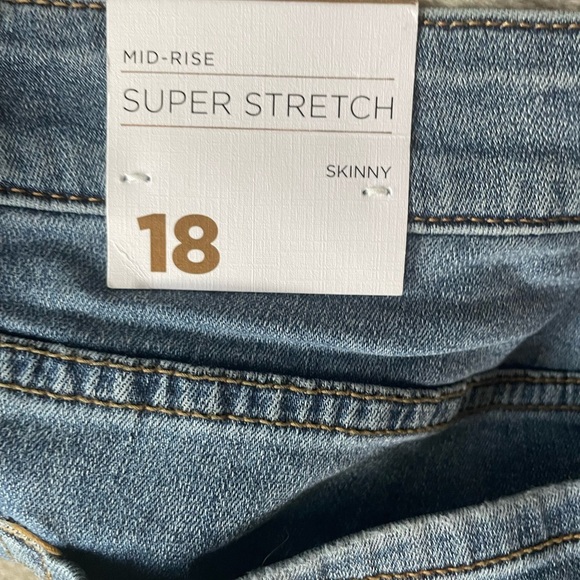 MID-RISE
SUPER STRETCH
SKINNY
18